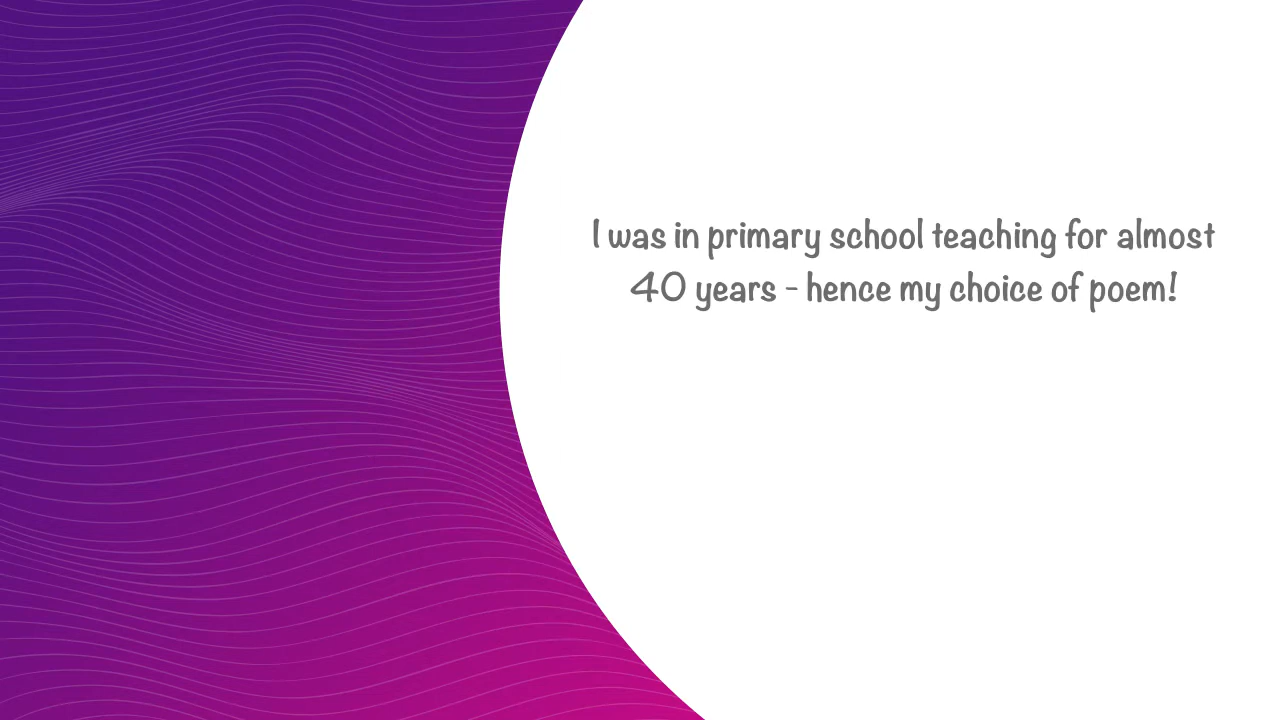 I was in primary school teaching for almost
40 years - hence my choice of poem!